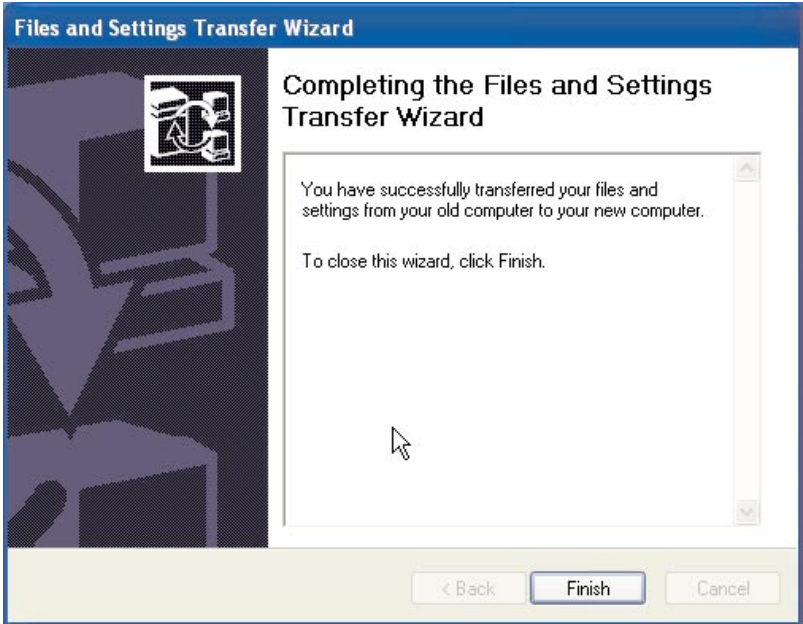 Files and Settings Transfer Wizard
Completing the Files and Settings
Transfer Wizard
You have successfully transferred your files and
settings from your old computer to your new computer.
To close this wizard, click Finish.
< Back
Finish
Cancel